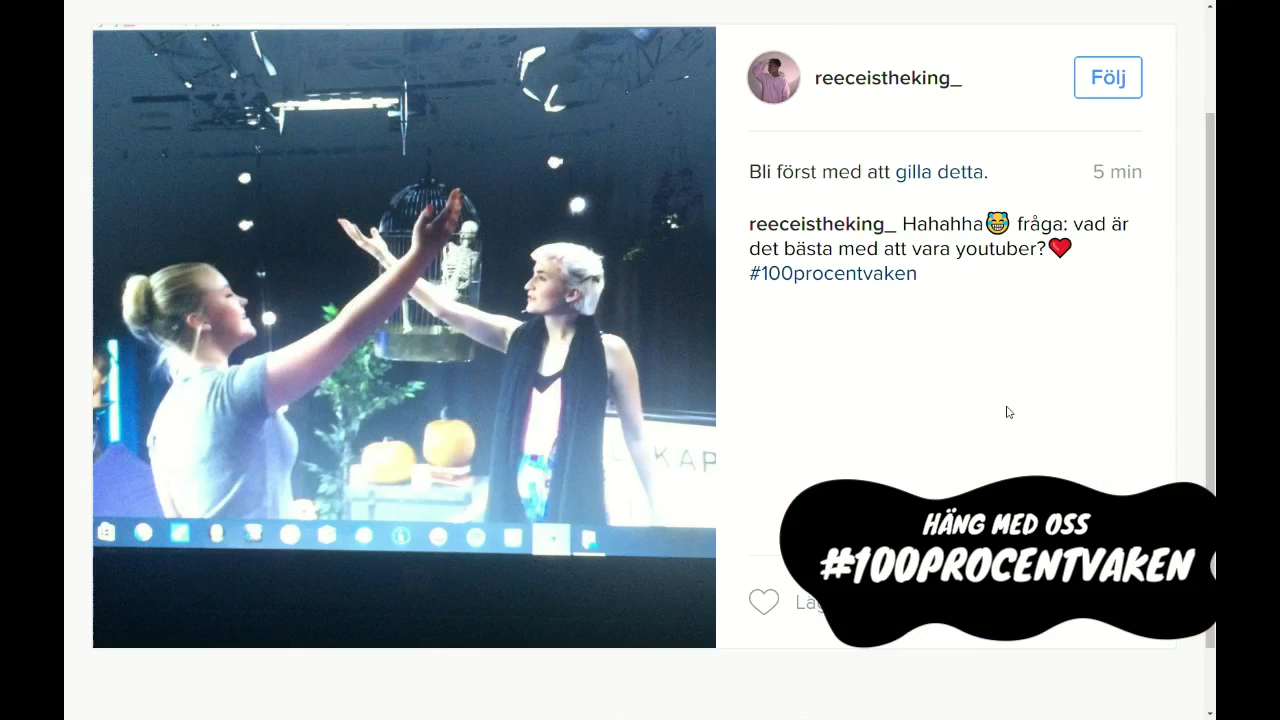 reeceistheking_
Följ
Bli först med att gilla detta.
5 min
reeceistheking_ Hahahha😹 fråga: vad är
det bästa med att vara youtuber?❤️
#100procentvaken
KAP
HÄNG MED OSS
#100PROCENTVAKEN